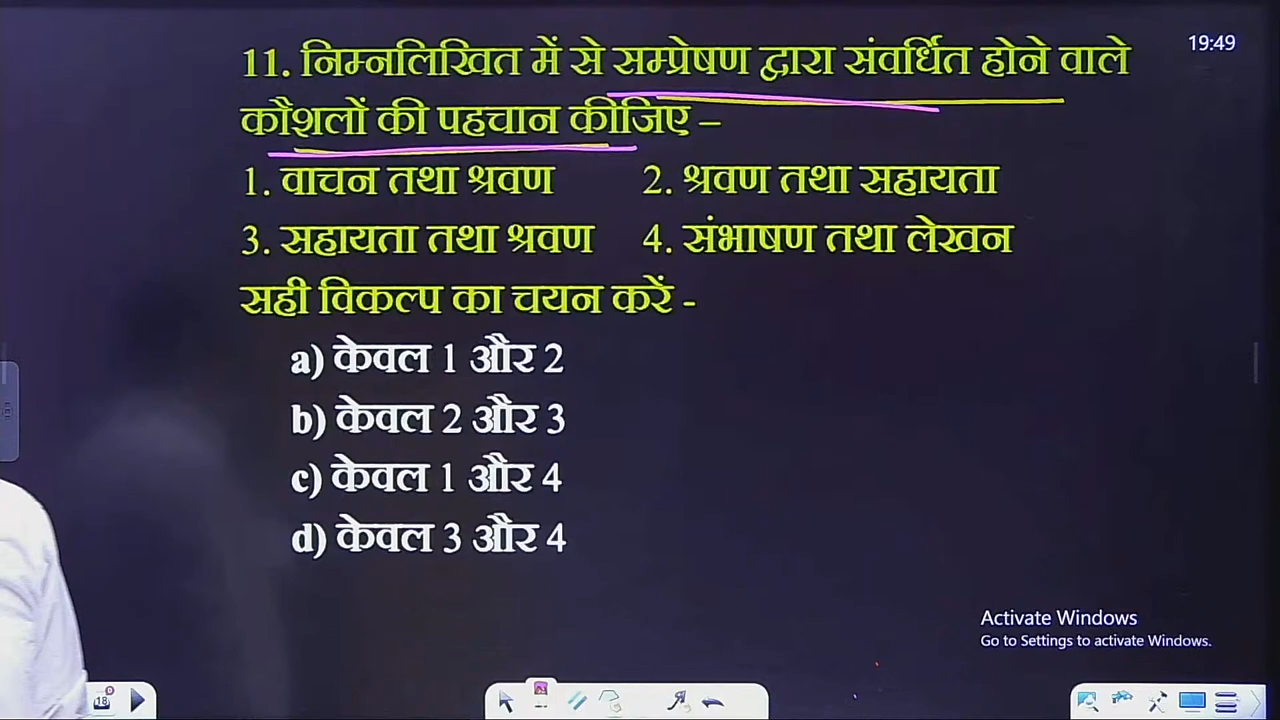 19:49
11. निम्नलिखित में से सम्प्रेषण द्वारा संवर्धित होने वाले
कौशलों की पहचान कीजिए –
1. वाचन तथा श्रवण 2. श्रवण तथा सहायता
3. सहायता तथा श्रवण 4. संभाषण तथा लेखन
सही विकल्प का चयन करें -
a) केवल 1 और 2
b) केवल 2 और 3
c) केवल 1 और 4
d) केवल 3 और 4
Activate Windows
Go to Settings to activate Windows.
18